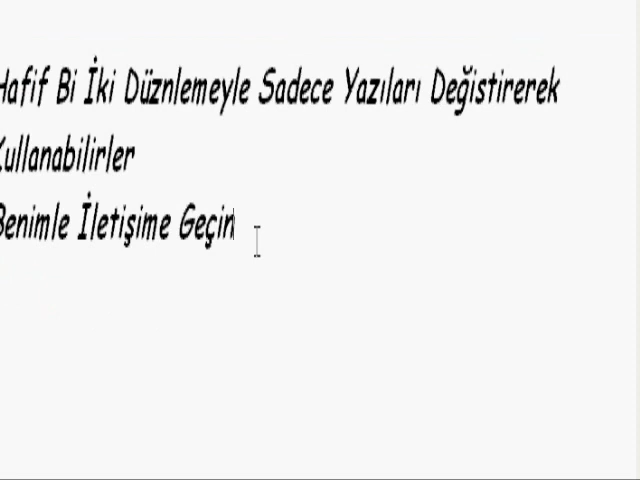 Hafif Bi İki Düznlemeyle Sadece Yazıları Değistirerek
Kullanabilirler
Benimle İletişime Geçin